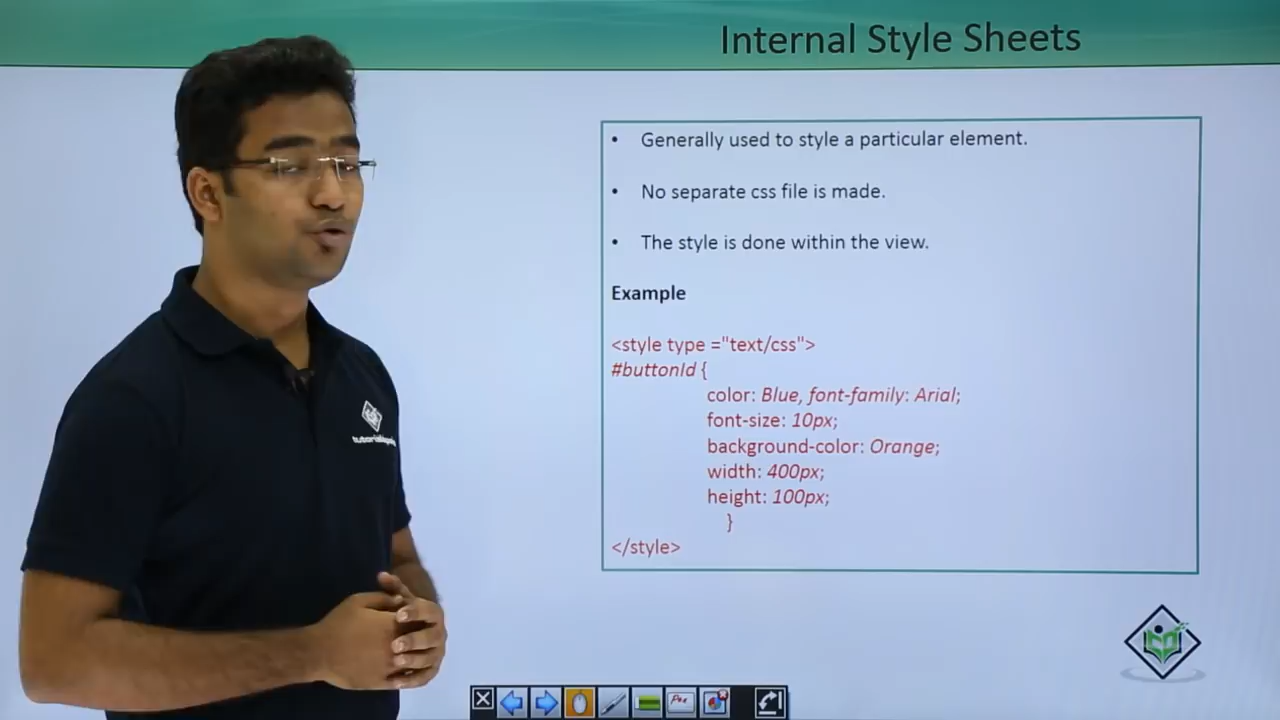 Internal Style Sheets
• Generally used to style a particular element.
• No separate css file is made.
• The style is done within the view.
Example
<style type ="text/css">
#buttonId {
color: Blue, font-family: Arial;
font-size: 10px;
background-color: Orange;
width: 400px;
height: 100px;
}
</style>